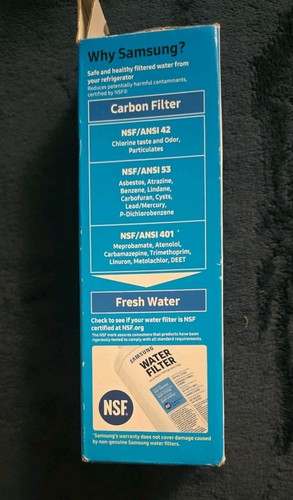 Why Samsung?
Safe and healthy filtered water from
your refrigerator
Reduces potentially harmful contaminants,
certified by NSF®
Carbon Filter
NSF/ANSI 42
Chlorine taste and Odor,
Particulates
NSF/ANSI 53
Asbestos, Atrazine,
Benzene, Lindane,
Carbofuran, Cysts,
Lead/Mercury,
P-Dichlorobenzene
NSF/ANSI 401
Meprobamate, Atenolol,
Carbamazepine, Trimethoprim,
Linuron, Metolachlor, DEET
Fresh Water
Check to see if your water filter is NSF
certified at NSF.org
The NSF mark assures consumers that products have been
rigorously tested to comply with all standard requirements.
SAMSUNG
WATER
FILTER
NSF.
*Samsung's warranty does not cover damage caused
by non-genuine Samsung water filters.